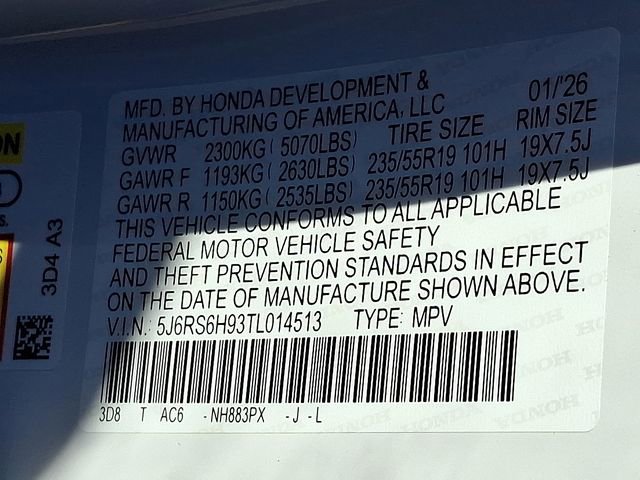 MFD. BY HONDA DEVELOPMENT &
MANUFACTURING OF AMERICA, LLC 01/'26
GVWR 2300KG ( 5070LBS) TIRE SIZE RIM SIZE
GAWR F 1193KG ( 2630LBS) 235/55R19 101H 19X7.5J
GAWR R 1150KG ( 2535LBS) 235/55R19 101H 19X7.5J
THIS VEHICLE CONFORMS TO ALL APPLICABLE
FEDERAL MOTOR VEHICLE SAFETY
AND THEFT PREVENTION STANDARDS IN EFFECT
ON THE DATE OF MANUFACTURE SHOWN ABOVE.
V.I.N.: 5J6RS6H93TL014513 TYPE: MPV
3D8 T AC6 - NH883PX - J - L
3D4 A3